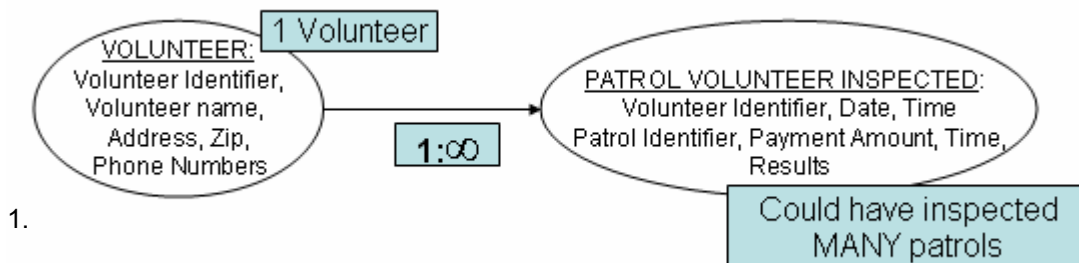 1 Volunteer
VOLUNTEER:
Volunteer Identifier,
Volunteer name,
Address, Zip,
Phone Numbers
1:∞
PATROL VOLUNTEER INSPECTED:
Volunteer Identifier, Date, Time
Patrol Identifier, Payment Amount, Time,
Results
Could have inspected
MANY patrols
1.